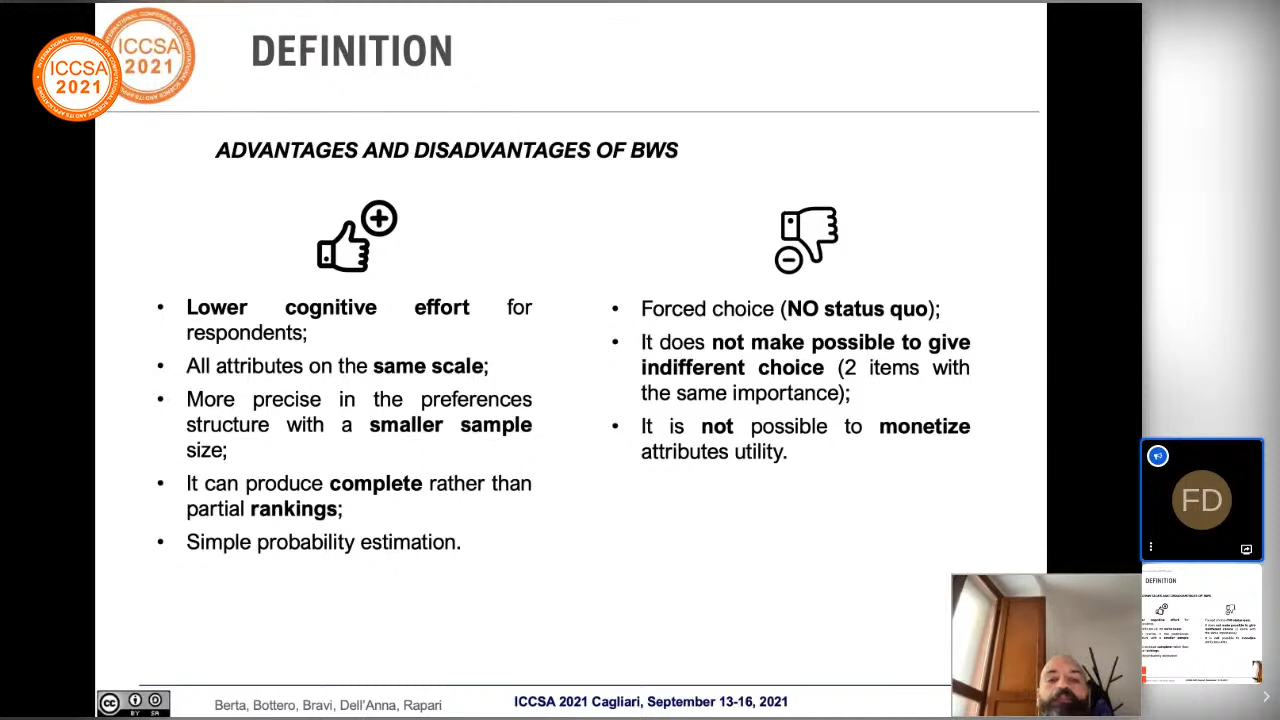 ICCSA
2021
ICCSA
2021
DEFINITION
ADVANTAGES AND DISADVANTAGES OF BWS
• Lower cognitive effort for
respondents;
• All attributes on the same scale;
• More precise in the preferences
structure with a smaller sample
size;
• It can produce complete rather than
partial rankings;
• Simple probability estimation.
• Forced choice (NO status quo);
• It does not make possible to give
indifferent choice (2 items with
the same importance);
• It is not possible to monetize
attributes utility.
FD
DEFINITION
BY SA
Berta, Bottero, Bravi, Dell'Anna, Rapari
ICCSA 2021 Cagliari, September 13-16, 2021